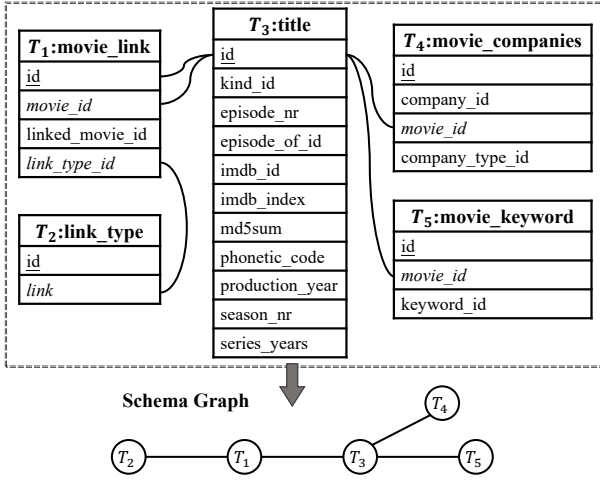 T₁:movie_link
id
movie_id
linked_movie_id
link_type_id
T₂:link_type
id
link
T₃:title
id
kind_id
episode_nr
episode_of_id
imdb_id
imdb_index
md5sum
phonetic_code
production_year
season_nr
series_years
T₄:movie_companies
id
company_id
movie_id
company_type_id
T₅:movie_keyword
id
movie_id
keyword_id
Schema Graph
T₄
T₂ T₁ T₃ T₅